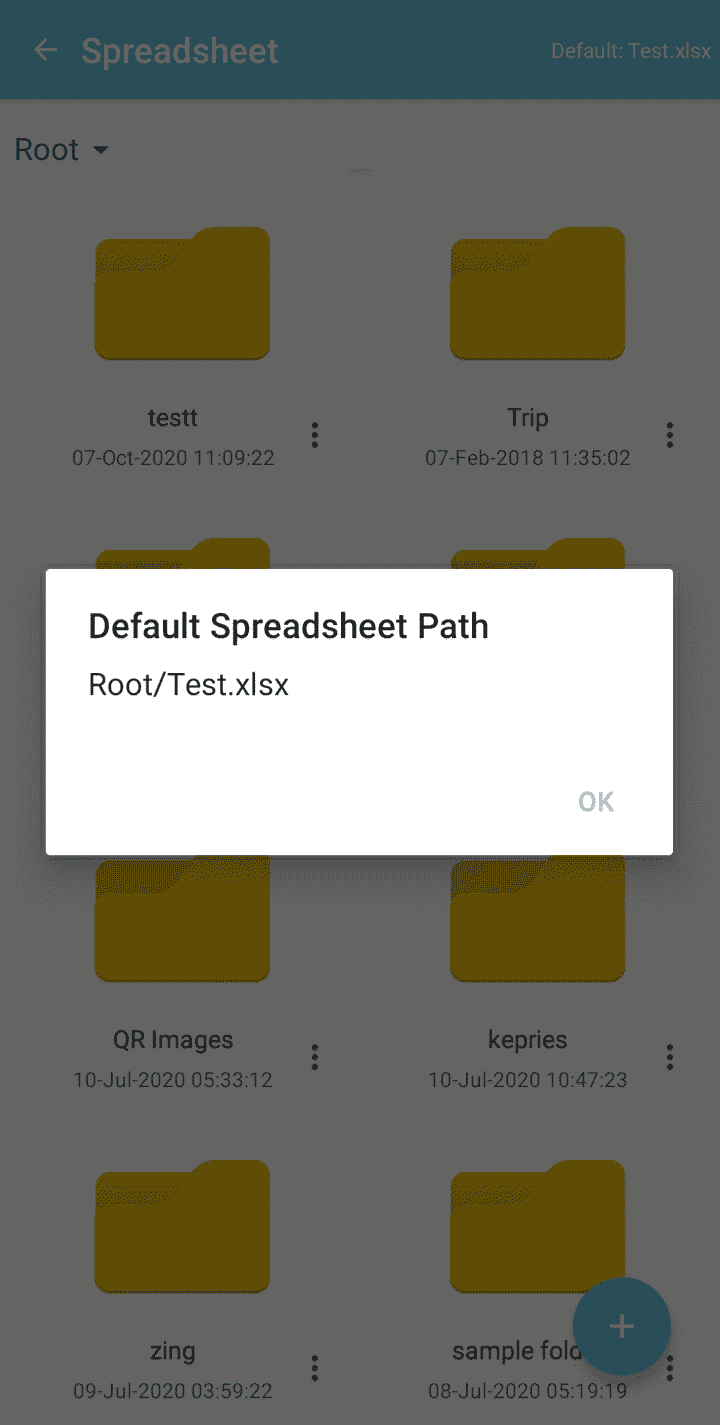 Spreadsheet
Default: Test.xlsx
Root
testt
Trip
07-Oct-2020 11:09:22
07-Feb-2018 11:35:02
Default Spreadsheet Path
Root/Test.xlsx
OK
QR Images
kepries
10-Jul-2020 05:33:12
10-Jul-2020 10:47:23
zing
sample fold
09-Jul-2020 03:59:22
08-Jul-2020 05:19:19